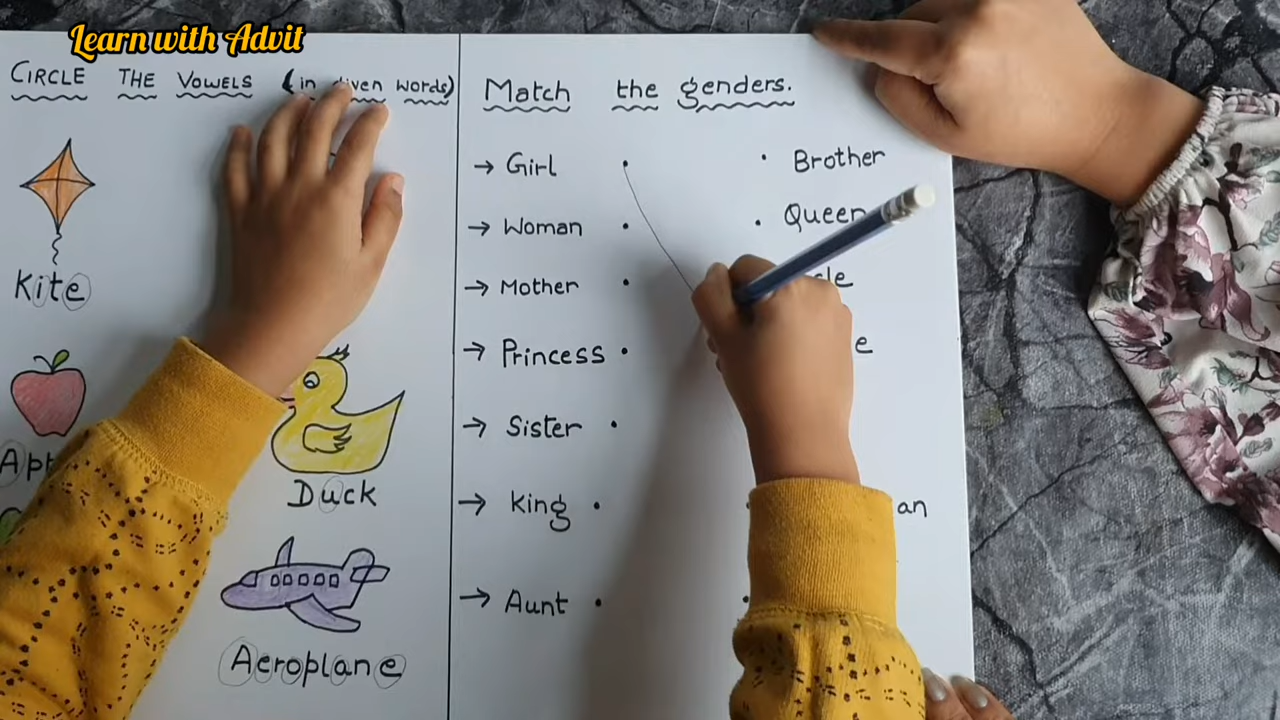 Learn with Advit
CIRCLE THE VOWELS (in given words)
Kite
Duck
Aeroplane
Match the genders.
→ Girl
→ Woman
→ Mother
→ Princess
→ Sister
→ King
→ Aunt
Brother
Queen